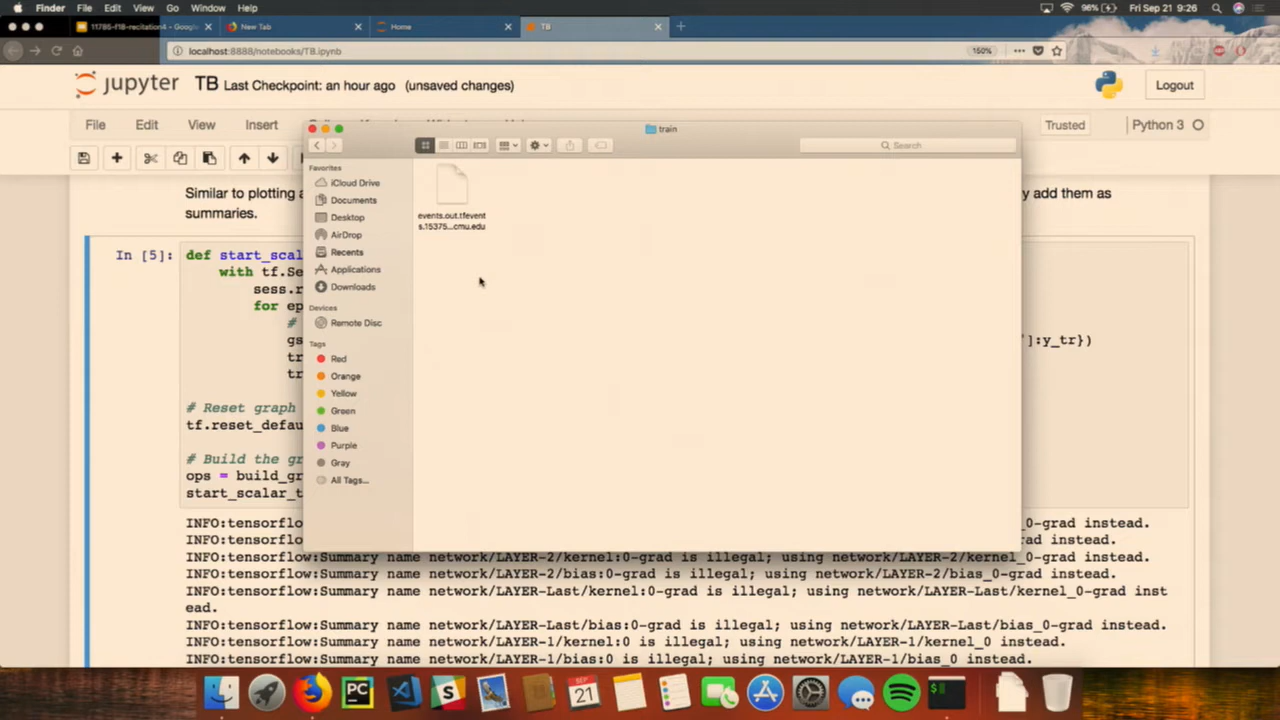 Finder File Edit View Go Window Help
96% Fri Sep 21 9:26
11785-f18-recitation4 - Google
New Tab
Home
TB
localhost:8888/notebooks/TB.ipynb
150%
jupyter TB Last Checkpoint: an hour ago (unsaved changes)
Logout
File Edit View Insert
Trusted
Python 3
train
Search
Favorites
iCloud Drive
Documents
Desktop
AirDrop
Recents
Applications
Downloads
Devices
Remote Disc
Tags
Red
Orange
Yellow
Green
Blue
Purple
Gray
All Tags...
events.out.tfevent
s.15375...cmu.edu
Similar to plotting
y add them as
summaries.
In [5]: def start_scal
with tf.Se
sess.r
for ep
#
gs
']:y_tr})
tr
tr
# Reset graph
tf.reset_defau
# Build the gr
ops = build_gr
start_scalar_t
INFO:tensorflow
_0-grad instead.
INFO:tensorflow
_0-grad instead.
INFO:tensorflow:Summary name network/LAYER-2/kernel:0-grad is illegal; using network/LAYER-2/kernel_0-grad instead.
INFO:tensorflow:Summary name network/LAYER-2/bias:0-grad is illegal; using network/LAYER-2/bias_0-grad instead.
INFO:tensorflow:Summary name network/LAYER-Last/kernel:0-grad is illegal; using network/LAYER-Last/kernel_0-grad inst
ead.
INFO:tensorflow:Summary name network/LAYER-Last/bias:0-grad is illegal; using network/LAYER-Last/bias_0-grad instead.
INFO:tensorflow:Summary name network/LAYER-1/kernel:0 is illegal; using network/LAYER-1/kernel_0 instead.
INFO:tensorflow:Summary name network/LAYER-1/bias:0 is illegal; using network/LAYER-1/bias_0 instead.
PC
SEP
21